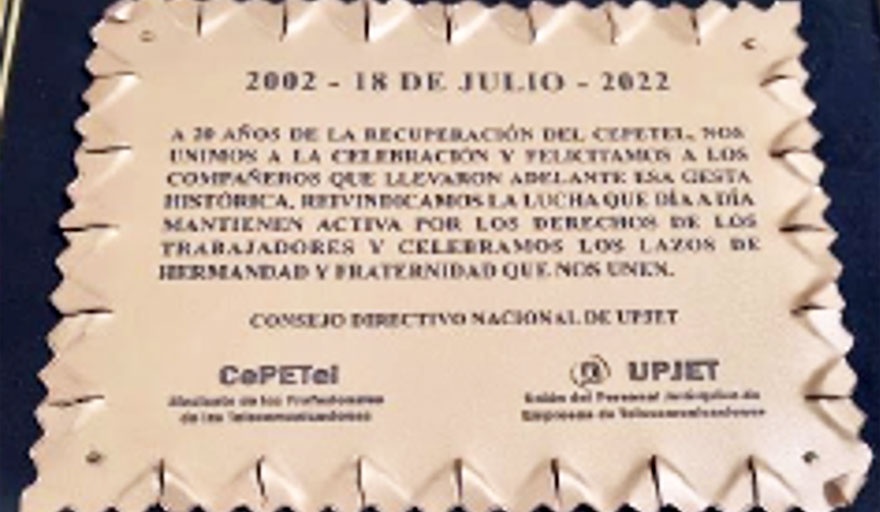 2002 - 18 DE JULIO - 2022
A 20 AÑOS DE LA RECUPERACIÓN DEL CEPETEL, NOS
UNIMOS A LA CELEBRACIÓN Y FELICITAMOS A LOS
COMPAÑEROS QUE LLEVARON ADELANTE ESA GESTA
HISTÓRICA, REIVINDICAMOS LA LUCHA QUE DÍA A DÍA
MANTIENEN ACTIVA POR LOS DERECHOS DE LOS
TRABAJADORES Y CELEBRAMOS LOS LAZOS DE
HERMANDAD Y FRATERNIDAD QUE NOS UNEN.
CONSEJO DIRECTIVO NACIONAL DE UPJET
CePETel
Sindicato de los Profesionales
de las Telecomunicaciones
UPJET
Unión del Personal Jerárquico de
Empresas de Telecomunicaciones